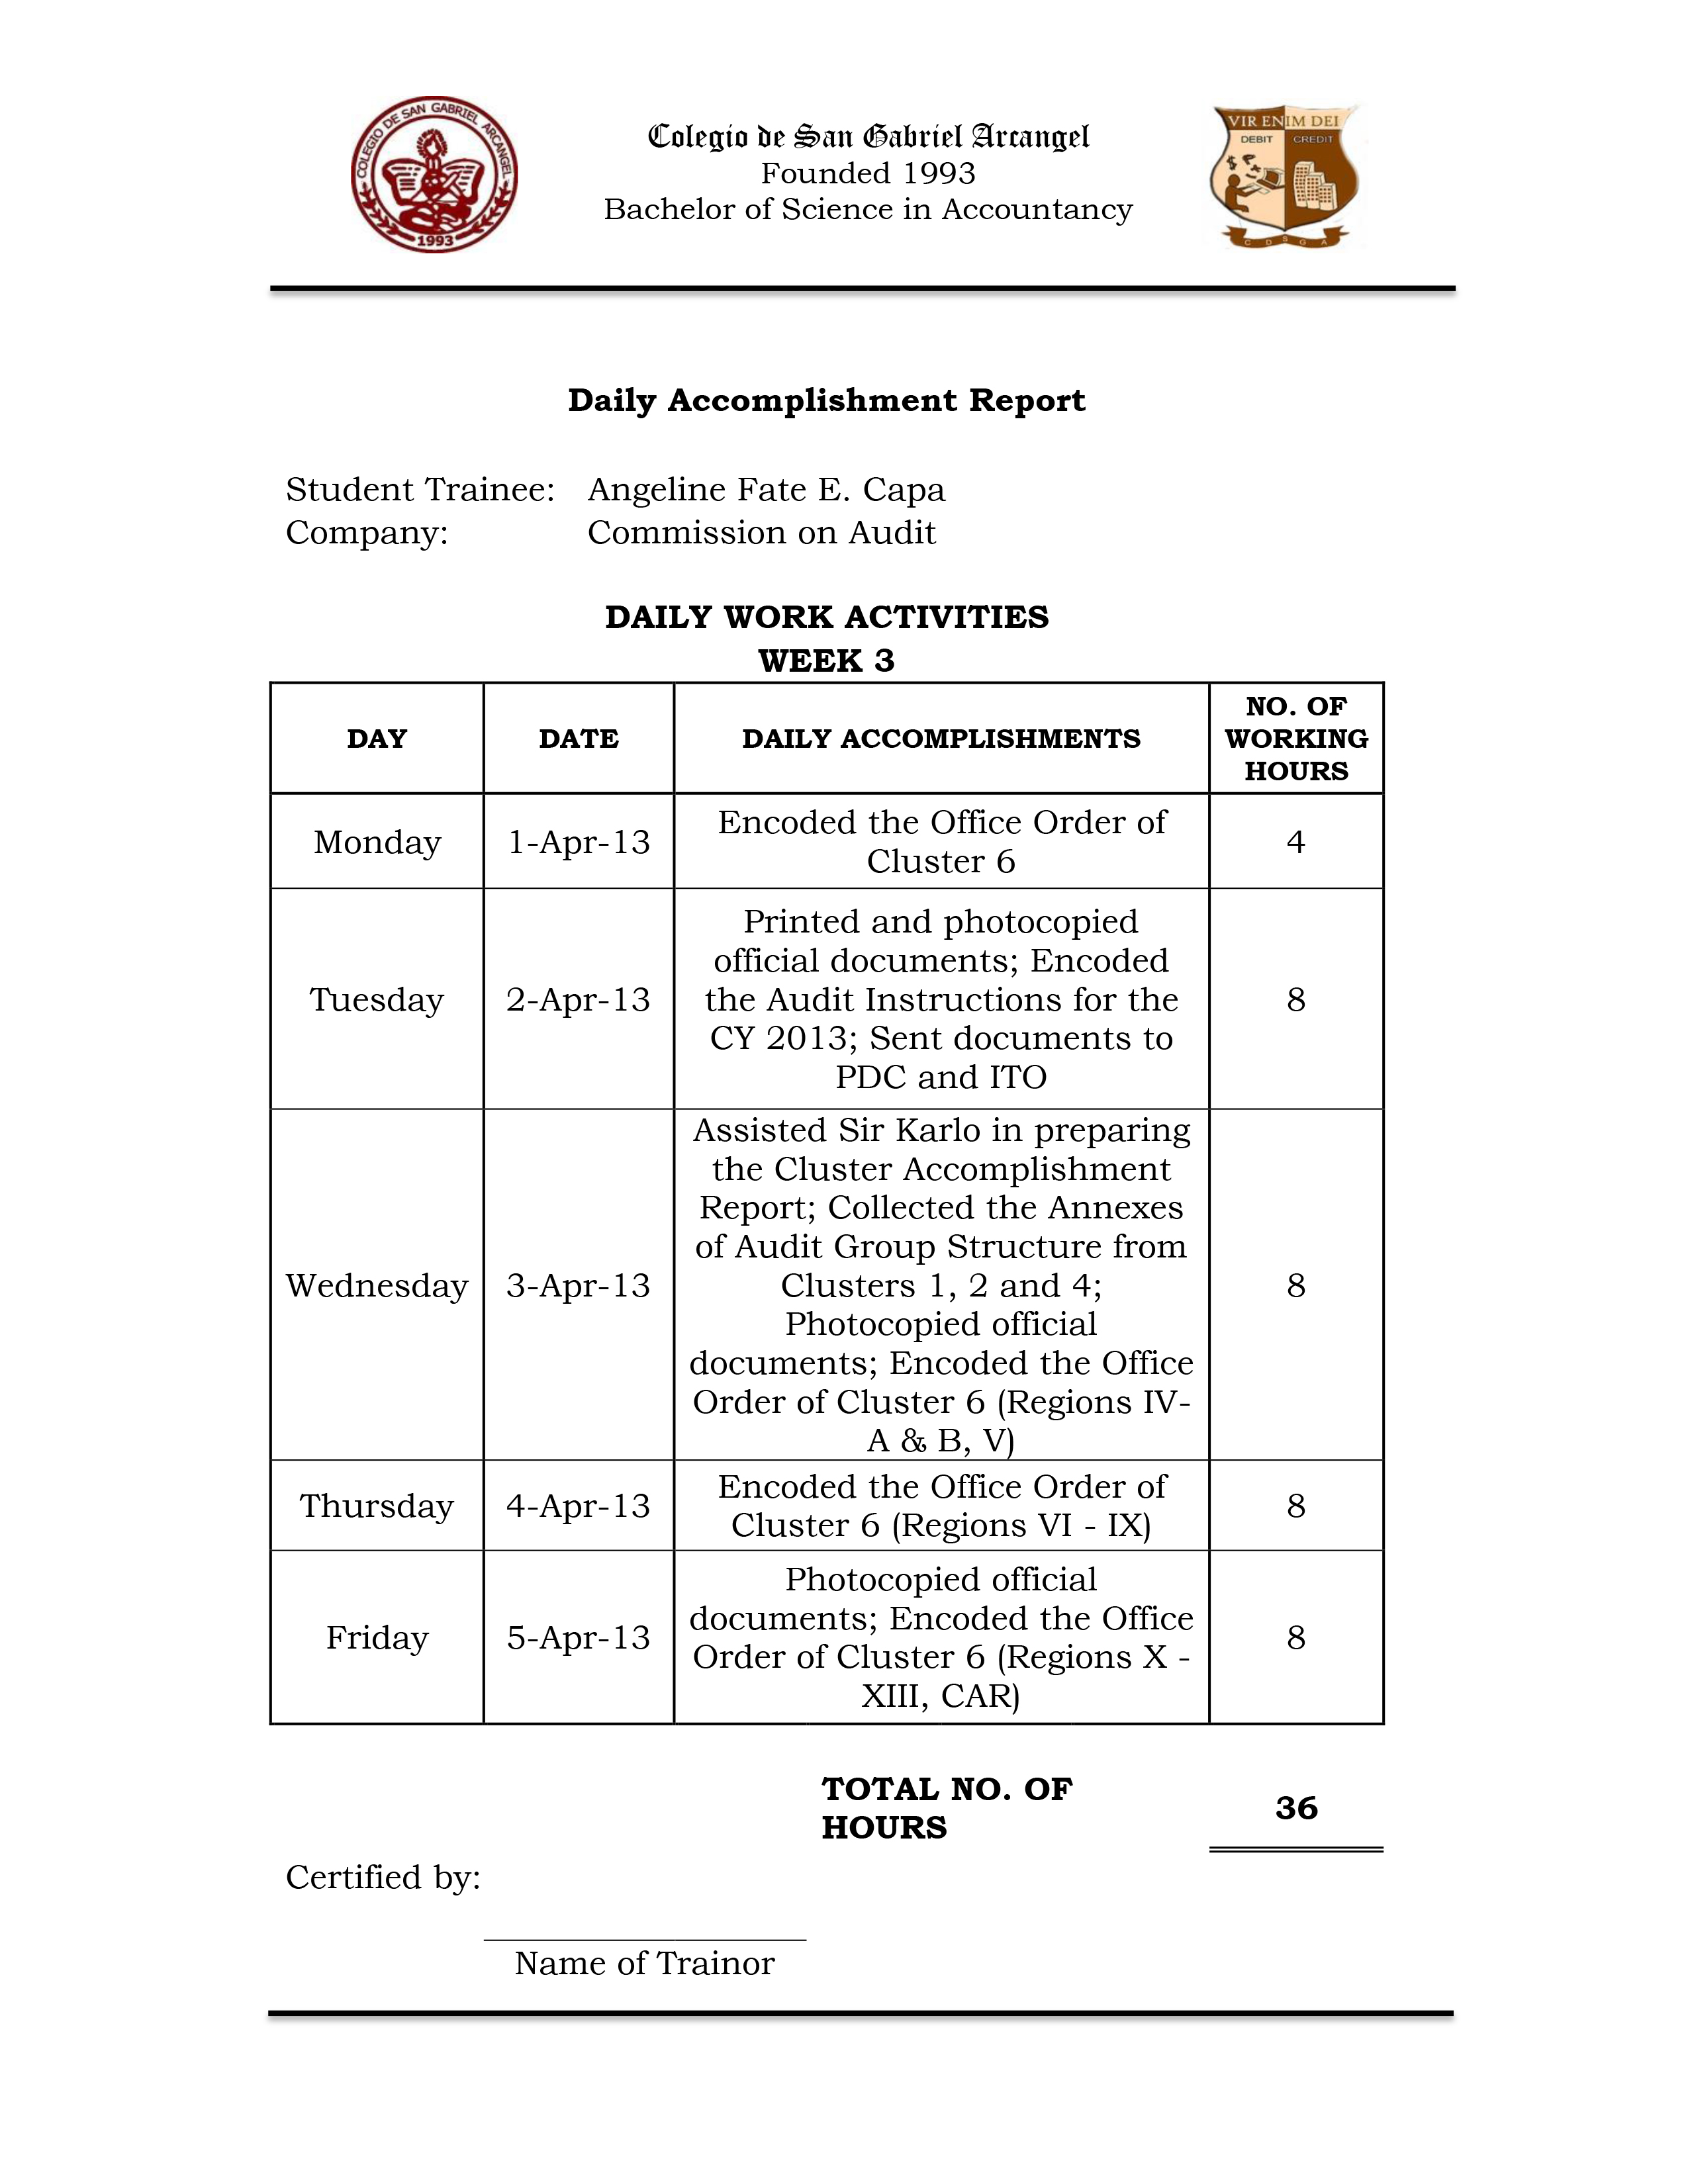 COLEGIO DE SAN GABRIEL ARCANGEL
1993
Colegio de San Gabriel Arcangel
Founded 1993
Bachelor of Science in Accountancy
VIR ENIM DEI
DEBIT CREDIT
C D S G A
Daily Accomplishment Report
Student Trainee: Angeline Fate E. Capa
Company: Commission on Audit
DAILY WORK ACTIVITIES
WEEK 3
DAY DATE DAILY ACCOMPLISHMENTS NO. OF WORKING HOURS
Monday 1-Apr-13 Encoded the Office Order of
Cluster 6 4
Tuesday 2-Apr-13 Printed and photocopied
official documents; Encoded
the Audit Instructions for the
CY 2013; Sent documents to
PDC and ITO 8
Wednesday 3-Apr-13 Assisted Sir Karlo in preparing
the Cluster Accomplishment
Report; Collected the Annexes
of Audit Group Structure from
Clusters 1, 2 and 4;
Photocopied official
documents; Encoded the Office
Order of Cluster 6 (Regions IV-
A & B, V) 8
Thursday 4-Apr-13 Encoded the Office Order of
Cluster 6 (Regions VI - IX) 8
Friday 5-Apr-13 Photocopied official
documents; Encoded the Office
Order of Cluster 6 (Regions X -
XIII, CAR) 8
TOTAL NO. OF
HOURS 36
Certified by:
Name of Trainor